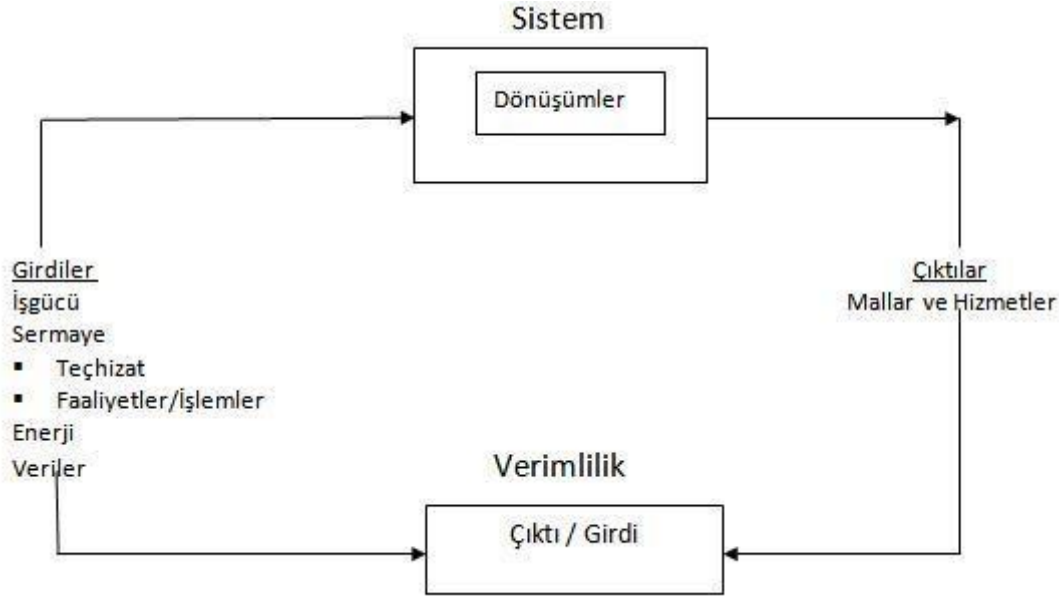 Sistem
Dönüşümler
Girdiler
İşgücü
Sermaye
▪ Teçhizat
▪ Faaliyetler/İşlemler
Enerji
Veriler
Çıktılar
Mallar ve Hizmetler
Verimlilik
Çıktı / Girdi